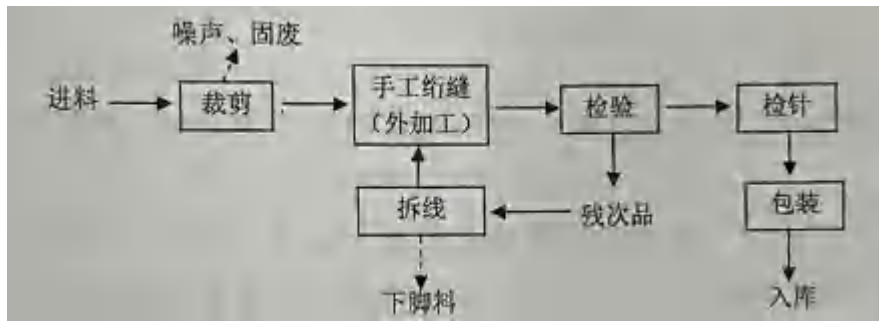 噪声、固废
进料
裁剪
手工绗缝
（外加工）
检验
检针
拆线
残次品
包装
下脚料
入库